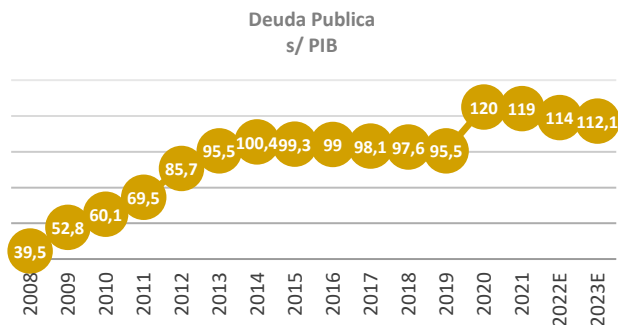 Deuda Publica
s/ PIB
39,5 52,8 60,1 69,5 85,7 95,5 100,4 99,3 99 98,1 97,6 95,5 120 119 114 112,1
2008 2009 2010 2011 2012 2013 2014 2015 2016 2017 2018 2019 2020 2021 2022E 2023E